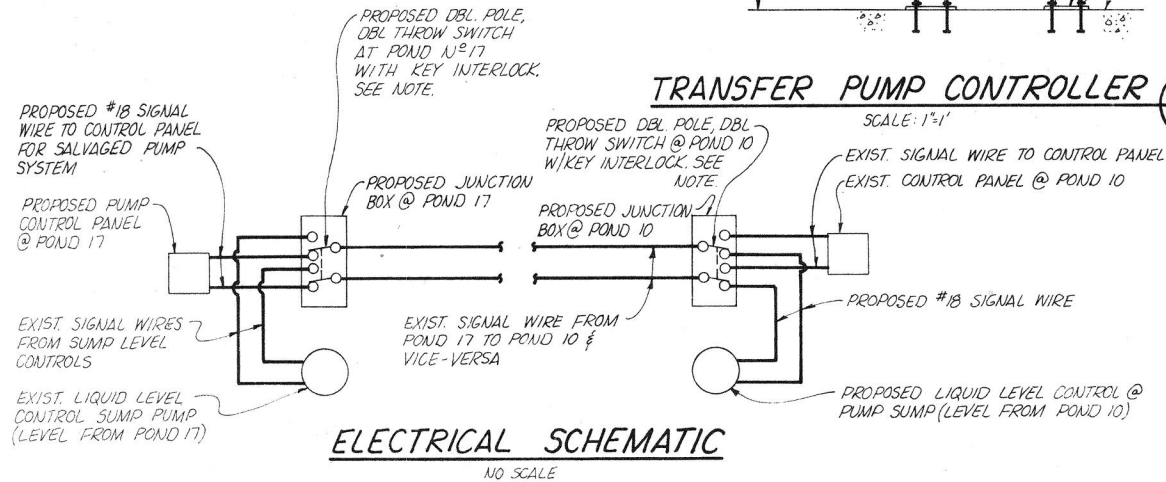 PROPOSED DBL. POLE,
DBL THROW SWITCH
AT POND Nº 17
WITH KEY INTERLOCK.
SEE NOTE.
TRANSFER PUMP CONTROLLER
SCALE: 1"=1'
PROPOSED #18 SIGNAL
WIRE TO CONTROL PANEL
FOR SALVAGED PUMP
SYSTEM
PROPOSED DBL. POLE, DBL
THROW SWITCH @ POND 10
W/KEY INTERLOCK. SEE
NOTE.
EXIST. SIGNAL WIRE TO CONTROL PANEL
EXIST. CONTROL PANEL @ POND 10
PROPOSED PUMP
CONTROL PANEL
@ POND 17
PROPOSED JUNCTION
BOX @ POND 17
PROPOSED JUNCTION
BOX @ POND 10
EXIST. SIGNAL WIRES
FROM SUMP LEVEL
CONTROLS
EXIST. SIGNAL WIRE FROM
POND 17 TO POND 10 &
VICE-VERSA
PROPOSED #18 SIGNAL WIRE
EXIST. LIQUID LEVEL
CONTROL SUMP PUMP
(LEVEL FROM POND 17)
PROPOSED LIQUID LEVEL CONTROL @
PUMP SUMP (LEVEL FROM POND 10)
ELECTRICAL SCHEMATIC
NO SCALE